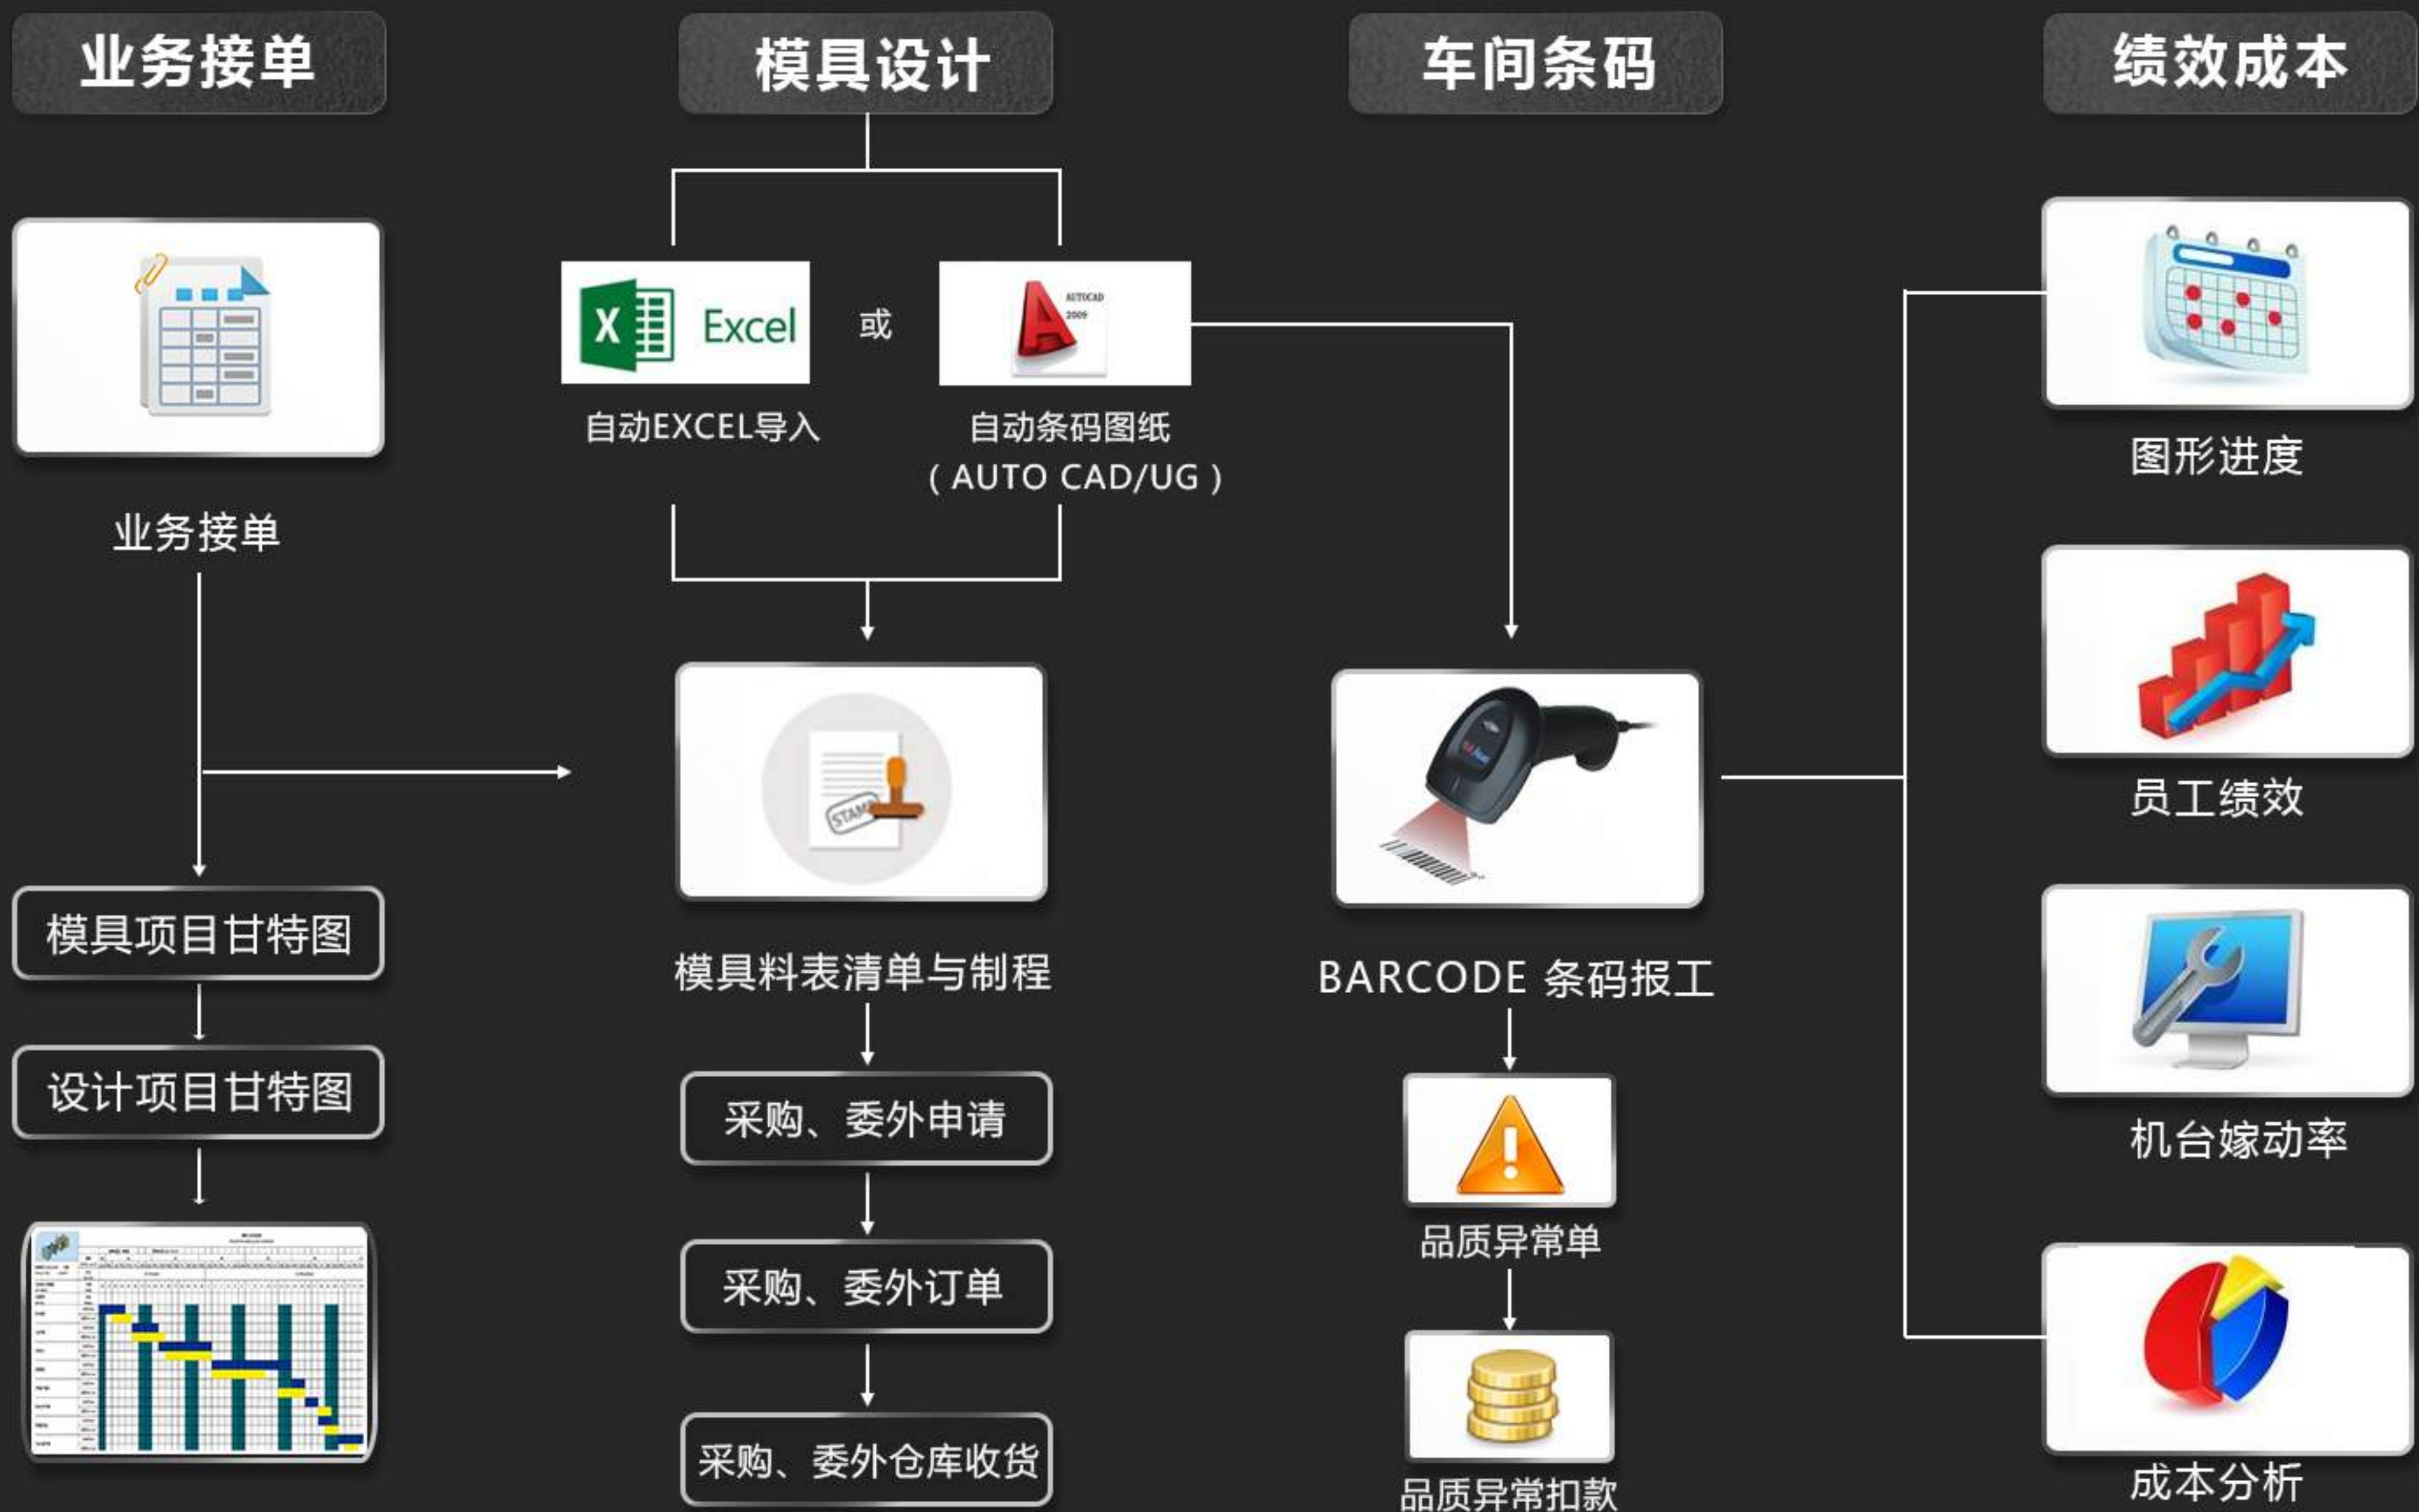 业务接单
模具设计
车间条码
绩效成本
业务接单
模具项目甘特图
设计项目甘特图
X Excel
或
AUTOCAD
2009
自动EXCEL导入
自动条码图纸
( AUTO CAD/UG )
STAMP
模具料表清单与制程
采购、委外申请
采购、委外订单
采购、委外仓库收货
BARCODE 条码报工
品质异常单
品质异常扣款
图形进度
员工绩效
机台嫁动率
成本分析